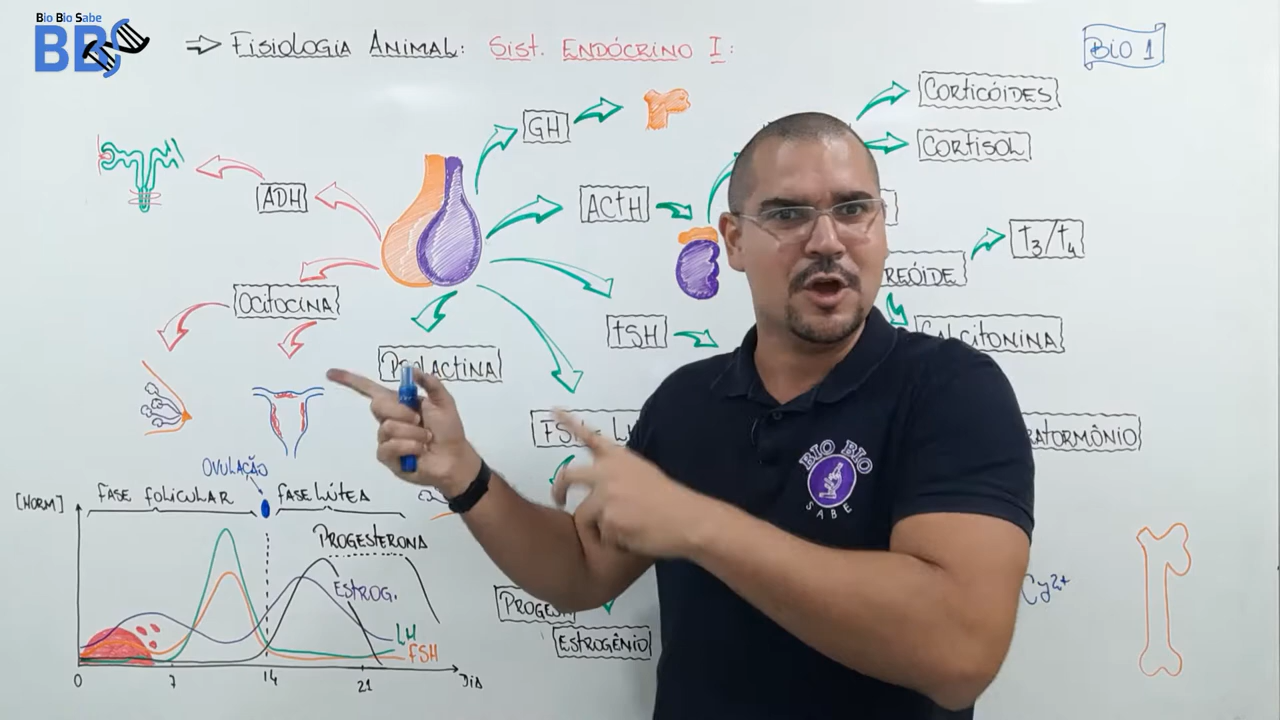 Bio Bio Sabe
BBS
⇒ Fisiologia Animal: Sist. Endócrino I:
Bio 1
GH
Corticóides
Cortisol
ADH
ACTH
T3/T4
REÓIDE
Ocitocina
TSH
Calcitonina
Prolactina
FSH
RATORMÔNIO
Ovulação
[Horm]
Fase Folicular
Fase Lútea
Progesterona
Estrog.
LH
FSH
0
7
14
21
Dia
Progest
Estrogênio
BIO BIO
SABE